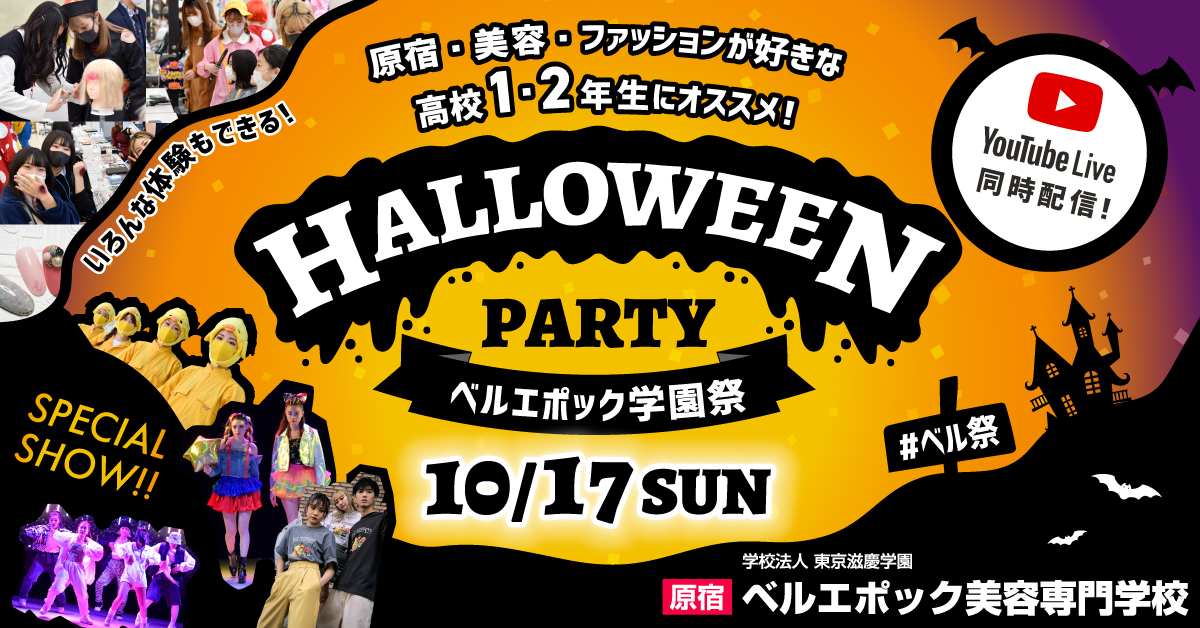 原宿・美容・ファッションが好きな
高校1・2年生にオススメ!
いろんな体験もできる!
YouTube Live
同時配信!
HALLOWEEN
PARTY
ベルエポック学園祭
10/17 SUN
#ベル祭
SPECIAL
SHOW!!
学校法人 東京滋慶学園
原宿 ベルエポック美容専門学校